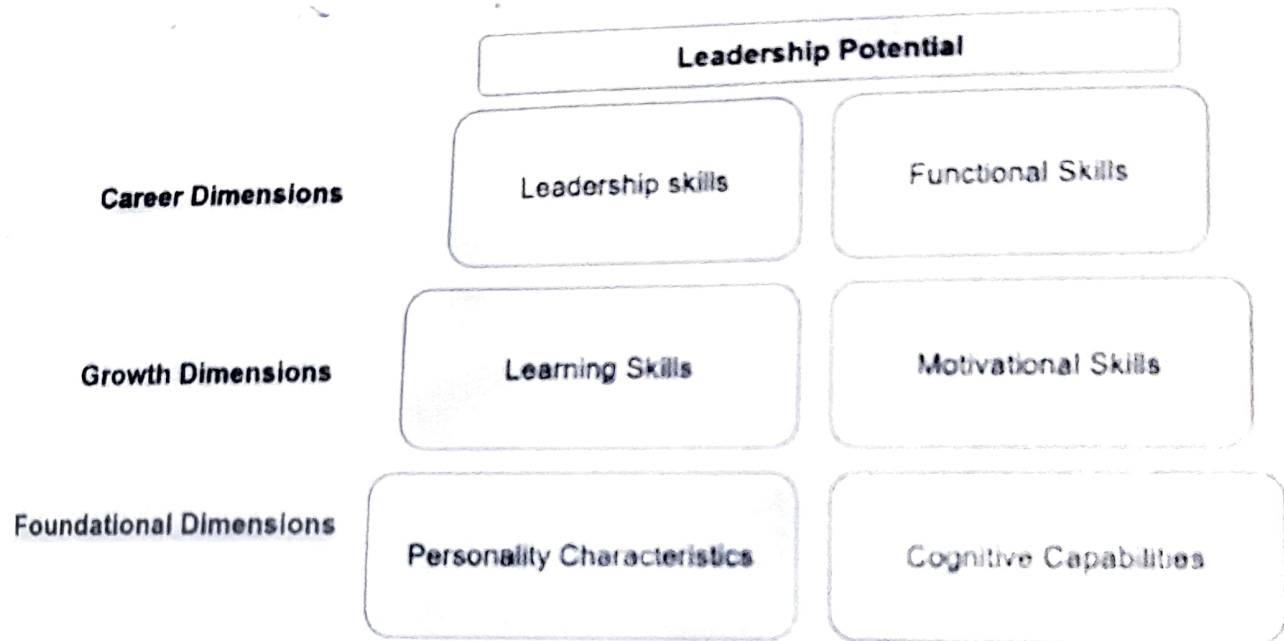 Leadership Potential
Career Dimensions
Leadership skills
Functional Skills
Growth Dimensions
Learning Skills
Motivational Skills
Foundational Dimensions
Personality Characteristics
Cognitive Capabilities